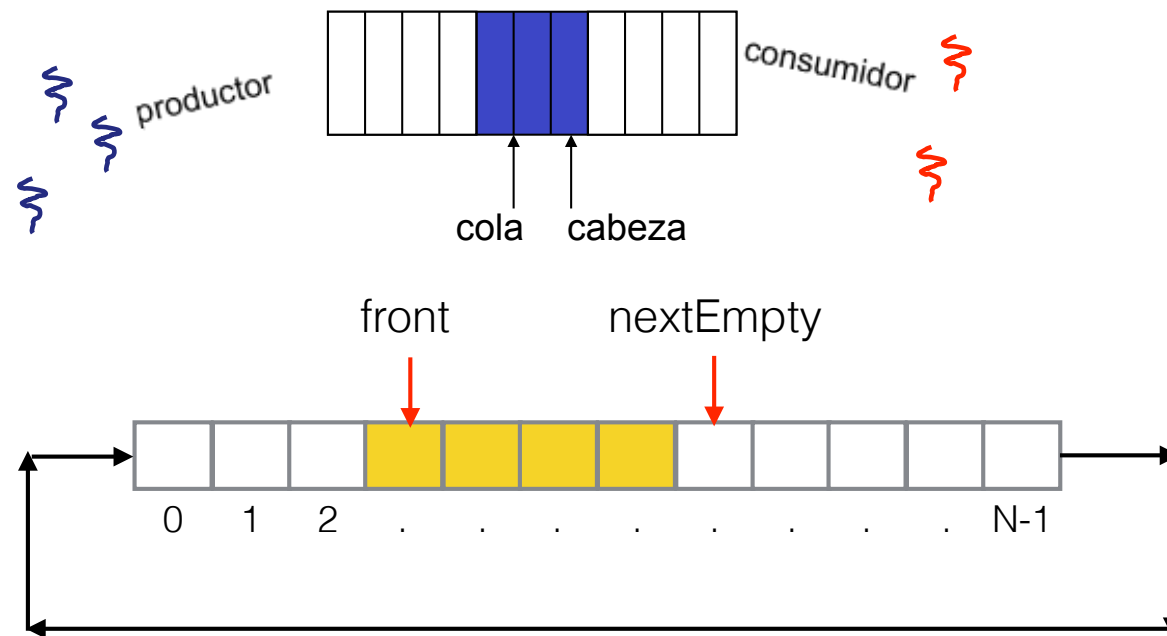 productor
consumidor
cola cabeza
front nextEmpty
0 1 2 . . . . . . . . N-1